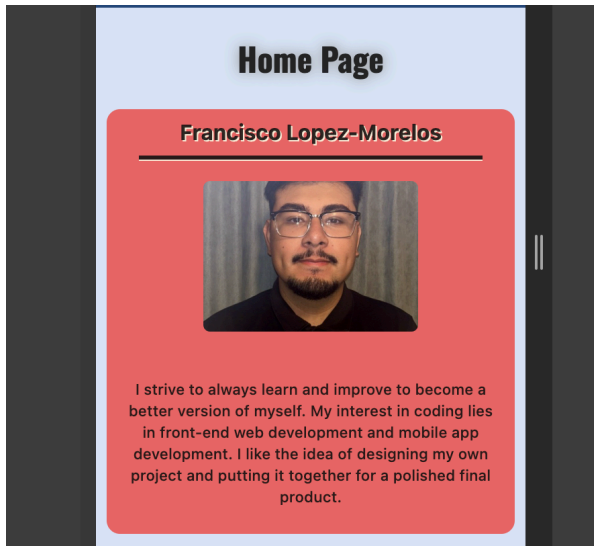 Home Page
Francisco Lopez-Morelos
I strive to always learn and improve to become a
better version of myself. My interest in coding lies
in front-end web development and mobile app
development. I like the idea of designing my own
project and putting it together for a polished final
product.